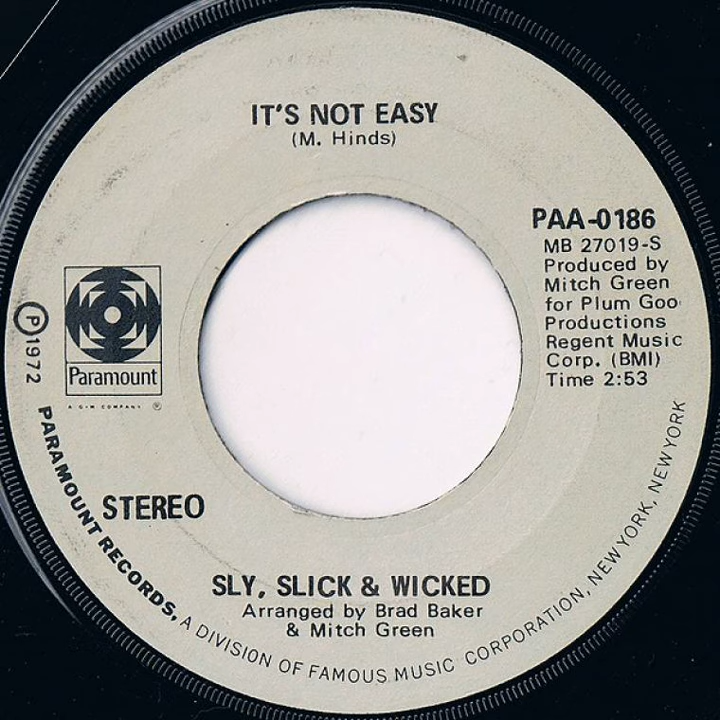 IT'S NOT EASY
(M. Hinds)
PAA-0186
MB 27019-S
Produced by
Mitch Green
for Plum Goo
Productions
Regent Music
Corp. (BMI)
Time 2:53
Paramount
A G+W COMPANY ®
Ⓟ 1972
STEREO
SLY, SLICK & WICKED
Arranged by Brad Baker
& Mitch Green
PARAMOUNT RECORDS, A DIVISION OF FAMOUS MUSIC CORPORATION, NEW YORK, NEW YORK